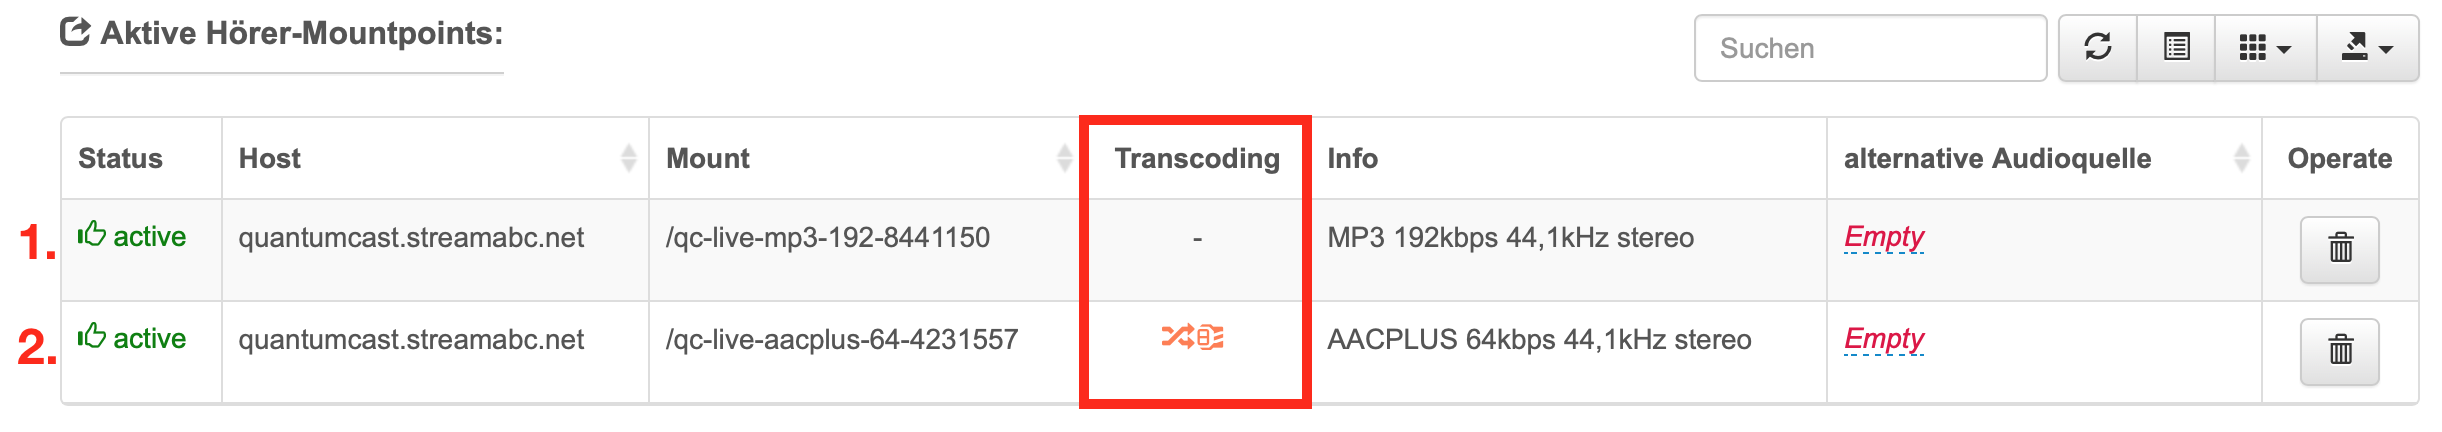 Aktive Hörer-Mountpoints:
Suchen
Status Host Mount Transcoding Info alternative Audioquelle Operate
1. active quantumcast.streamabc.net /qc-live-mp3-192-8441150 - MP3 192kbps 44,1kHz stereo Empty
2. active quantumcast.streamabc.net /qc-live-aacplus-64-4231557 AACPLUS 64kbps 44,1kHz stereo Empty